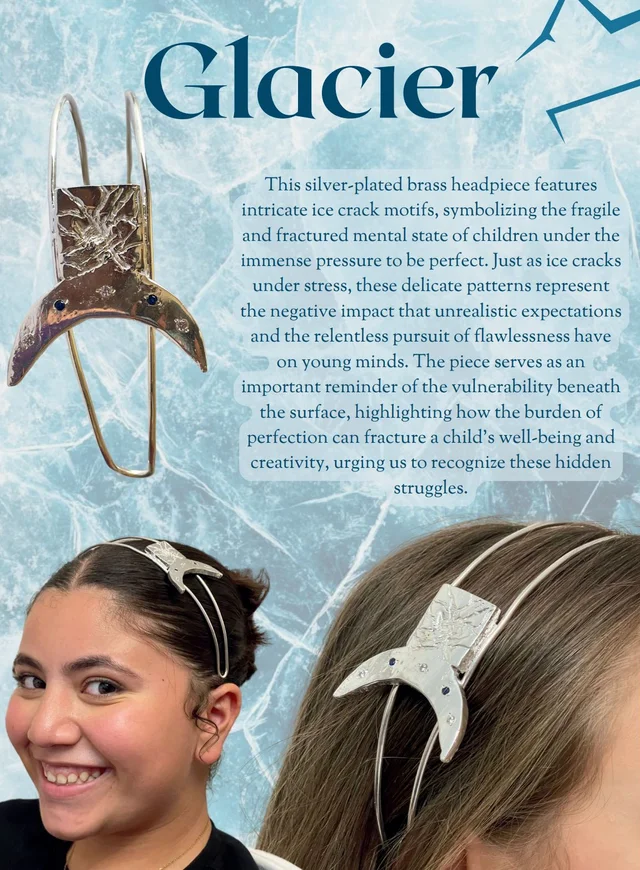 Glacier
This silver-plated brass headpiece features
intricate ice crack motifs, symbolizing the fragile
and fractured mental state of children under the
immense pressure to be perfect. Just as ice cracks
under stress, these delicate patterns represent
the negative impact that unrealistic expectations
and the relentless pursuit of flawlessness have
on young minds. The piece serves as an
important reminder of the vulnerability beneath
the surface, highlighting how the burden of
perfection can fracture a child's well-being and
creativity, urging us to recognize these hidden
struggles.